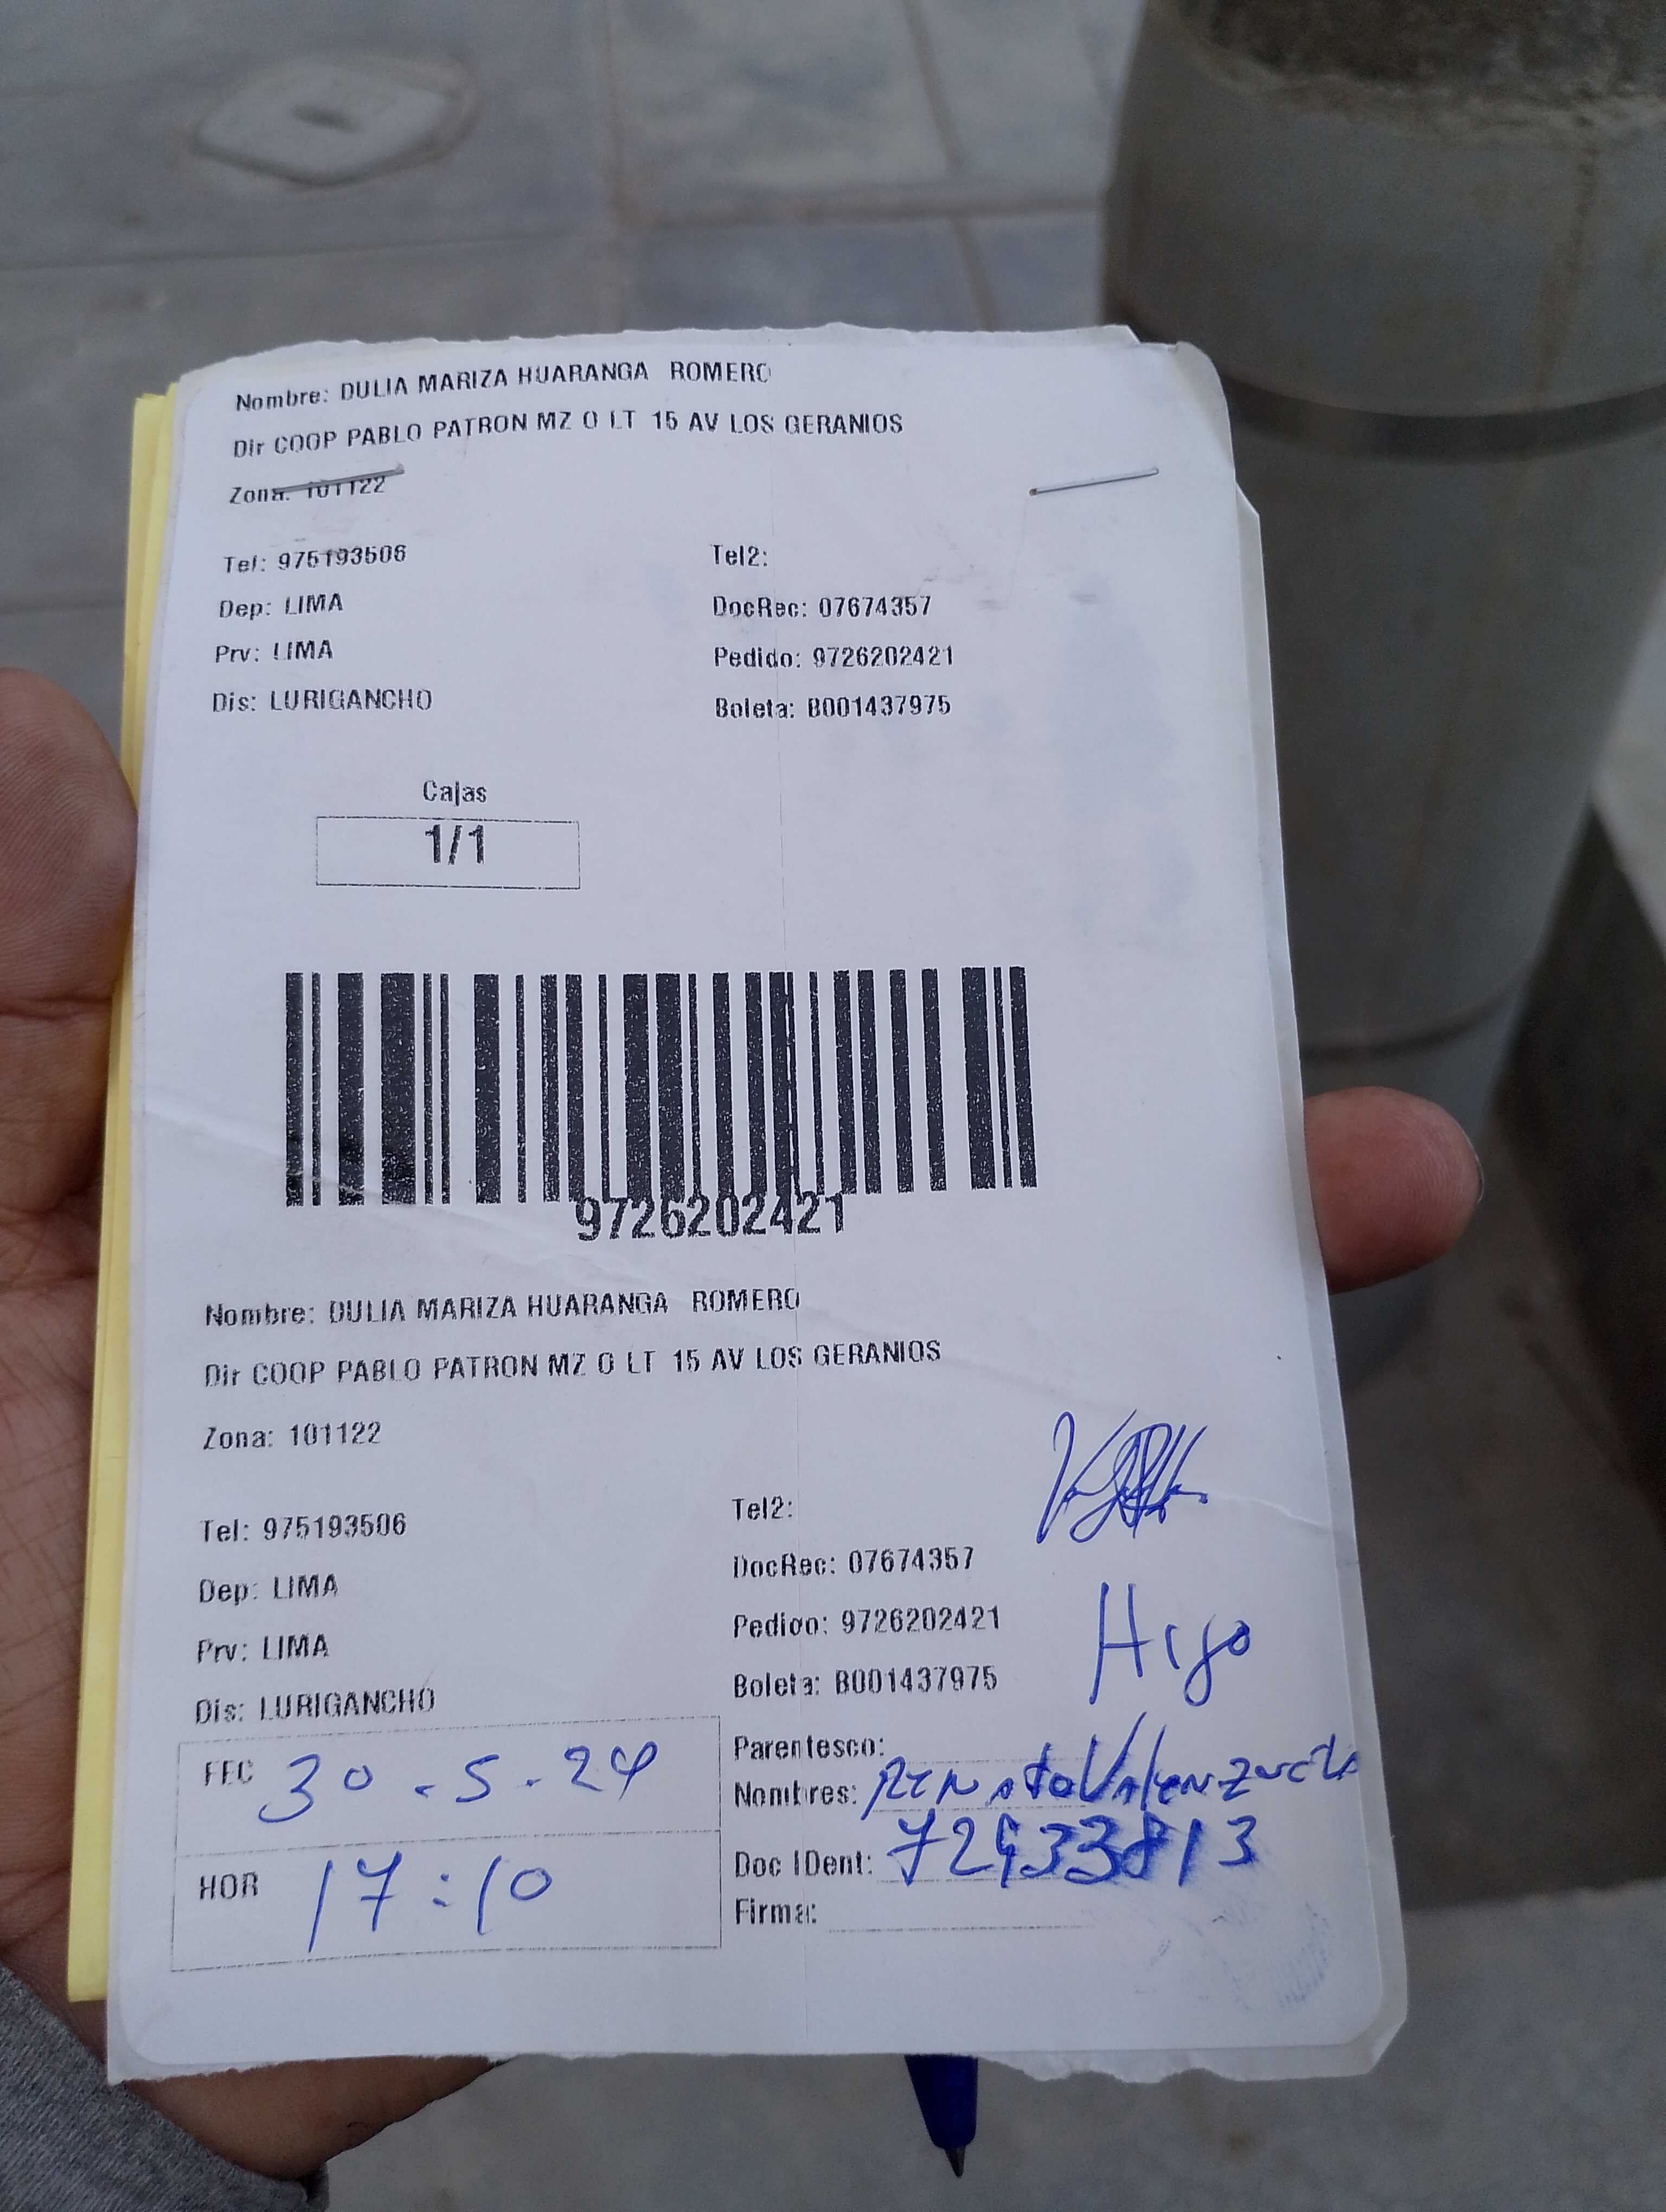 Nombre: DULIA MARIZA HUARANGA ROMERO
Dir COOP PABLO PATRON MZ O LT 15 AV LOS GERANIOS
Zona: 101122
Tel: 975193506 Tel2:
Dep: LIMA DocRec: 07674357
Prv: LIMA Pedido: 9726202421
Dis: LURIGANCHO Boleta: B001437975
Cajas
1/1
9726202421
Nombre: DULIA MARIZA HUARANGA ROMERO
Dir COOP PABLO PATRON MZ O LT 15 AV LOS GERANIOS
Zona: 101122
Tel: 975193506 Tel2:
Dep: LIMA DocRec: 07674357
Prv: LIMA Pedido: 9726202421
Dis: LURIGANCHO Boleta: B001437975
Hijo
FEC 30.5.24 Parentesco:
Nombres: Renato Valenzuela
HOR 17:10 Doc IDent: 72433813
Firma: